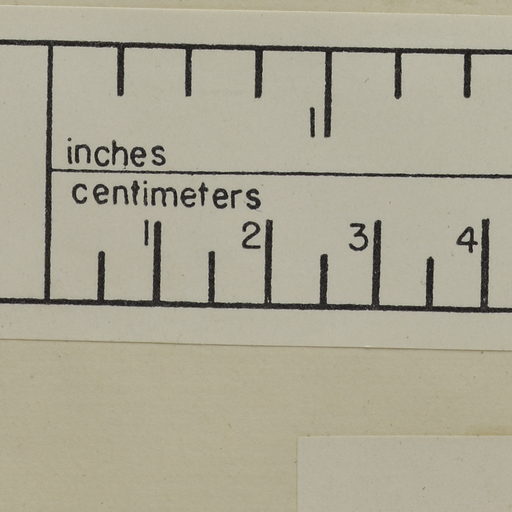 1
inches
centimeters
1 2 3 4